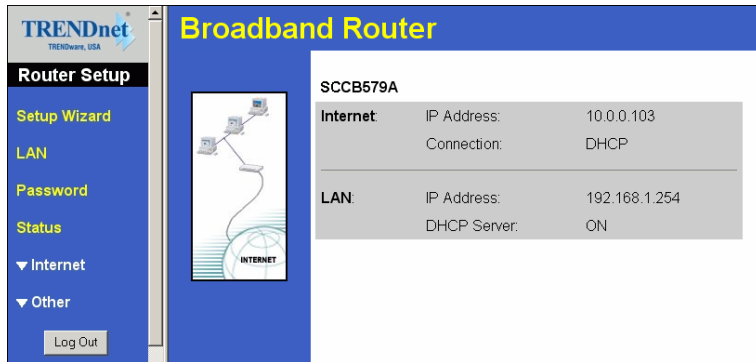 TRENDnet
TRENDware, USA
Broadband Router
Router Setup
Setup Wizard
LAN
Password
Status
Internet
Other
Log Out
INTERNET
SCCB579A
Internet: IP Address: 10.0.0.103
Connection: DHCP
LAN: IP Address: 192.168.1.254
DHCP Server: ON